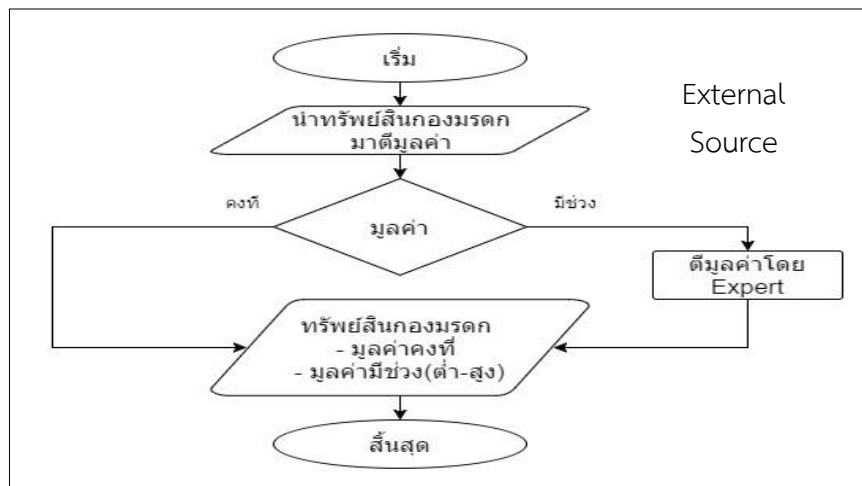 เริ่ม
External
Source
นำทรัพย์สินกองมรดก
มาตีมูลค่า
คงที่
มูลค่า
มีช่วง
ตีมูลค่าโดย
Expert
ทรัพย์สินกองมรดก
- มูลค่าคงที่
- มูลค่ามีช่วง(ต่ำ-สูง)
สิ้นสุด